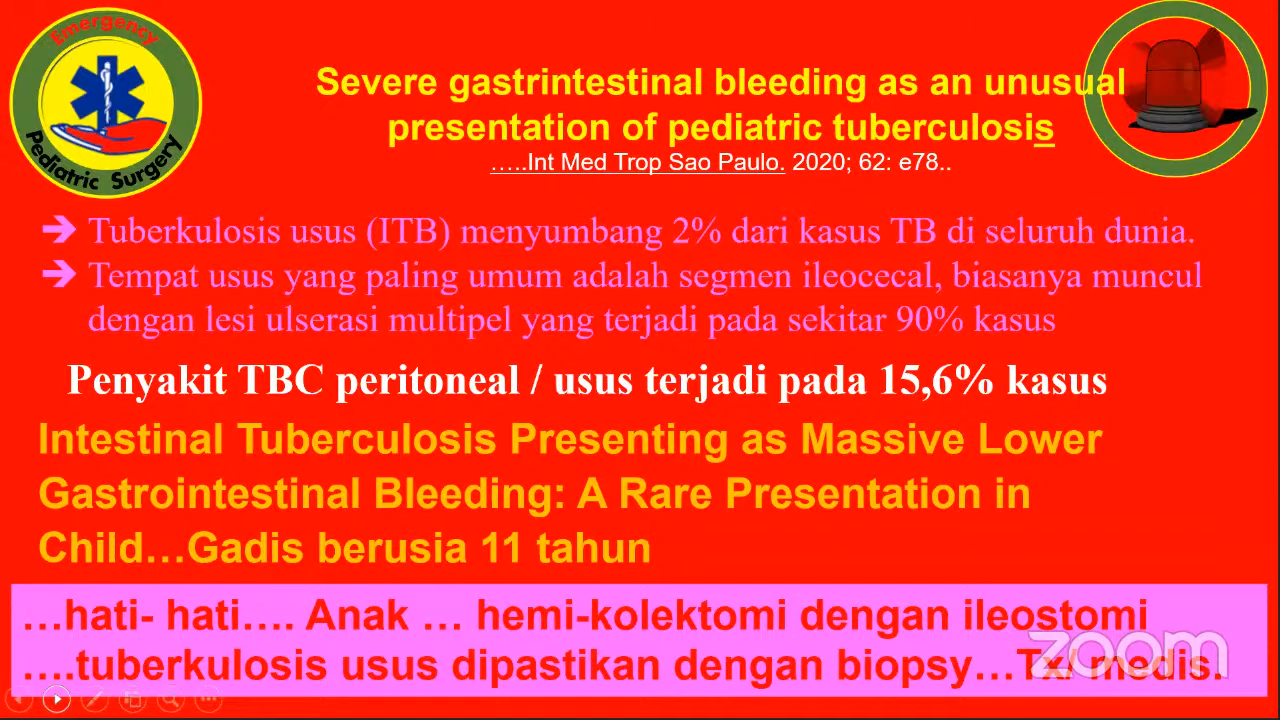 Emergency
Pediatric Surgery
Severe gastrintestinal bleeding as an unusual
presentation of pediatric tuberculosis
…..Int Med Trop Sao Paulo. 2020; 62: e78..
➔ Tuberkulosis usus (ITB) menyumbang 2% dari kasus TB di seluruh dunia.
➔ Tempat usus yang paling umum adalah segmen ileocecal, biasanya muncul
dengan lesi ulserasi multipel yang terjadi pada sekitar 90% kasus
Penyakit TBC peritoneal / usus terjadi pada 15,6% kasus
Intestinal Tuberculosis Presenting as Massive Lower
Gastrointestinal Bleeding: A Rare Presentation in
Child…Gadis berusia 11 tahun
…hati- hati…. Anak … hemi-kolektomi dengan ileostomi
….tuberkulosis usus dipastikan dengan biopsy…Tx/ medis.
zoom